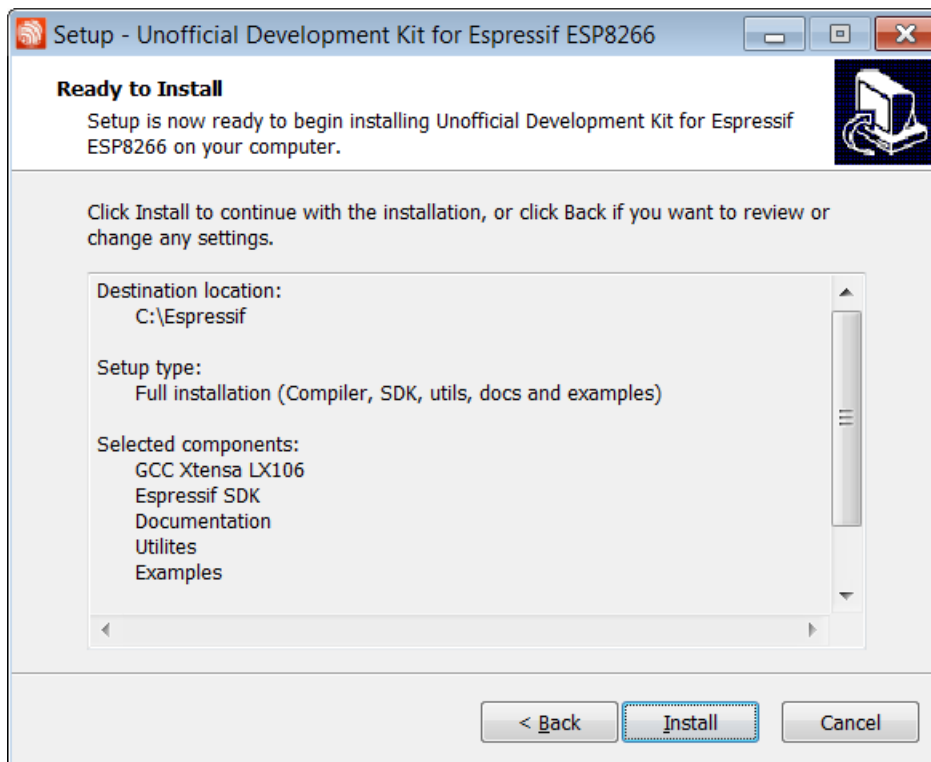 Setup - Unofficial Development Kit for Espressif ESP8266
Ready to Install
Setup is now ready to begin installing Unofficial Development Kit for Espressif
ESP8266 on your computer.
Click Install to continue with the installation, or click Back if you want to review or
change any settings.
Destination location:
C:\Espressif
Setup type:
Full installation (Compiler, SDK, utils, docs and examples)
Selected components:
GCC Xtensa LX106
Espressif SDK
Documentation
Utilites
Examples
< Back Install Cancel